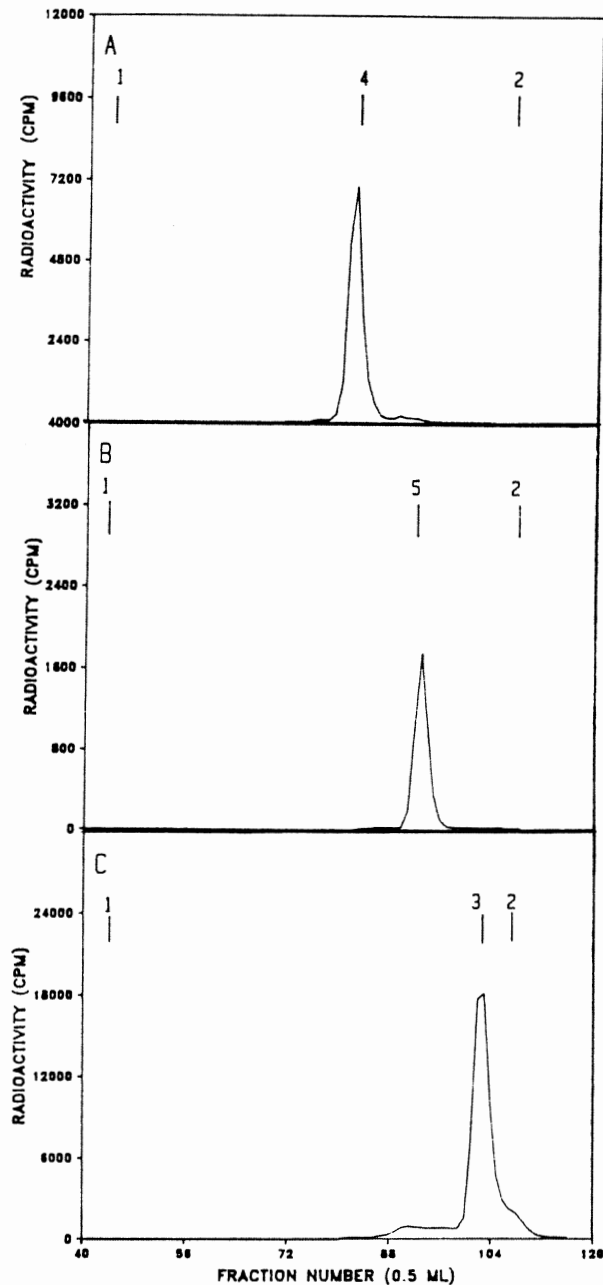 12000
A
1 4 2
9600
7200
4800
2400
4000
RADIOACTIVITY (CPM)
B
1 5 2
3200
2400
1600
800
0
RADIOACTIVITY (CPM)
C
1 3 2
24000
18000
12000
6000
0
RADIOACTIVITY (CPM)
40 56 72 88 104 120
FRACTION NUMBER (0.5 ML)